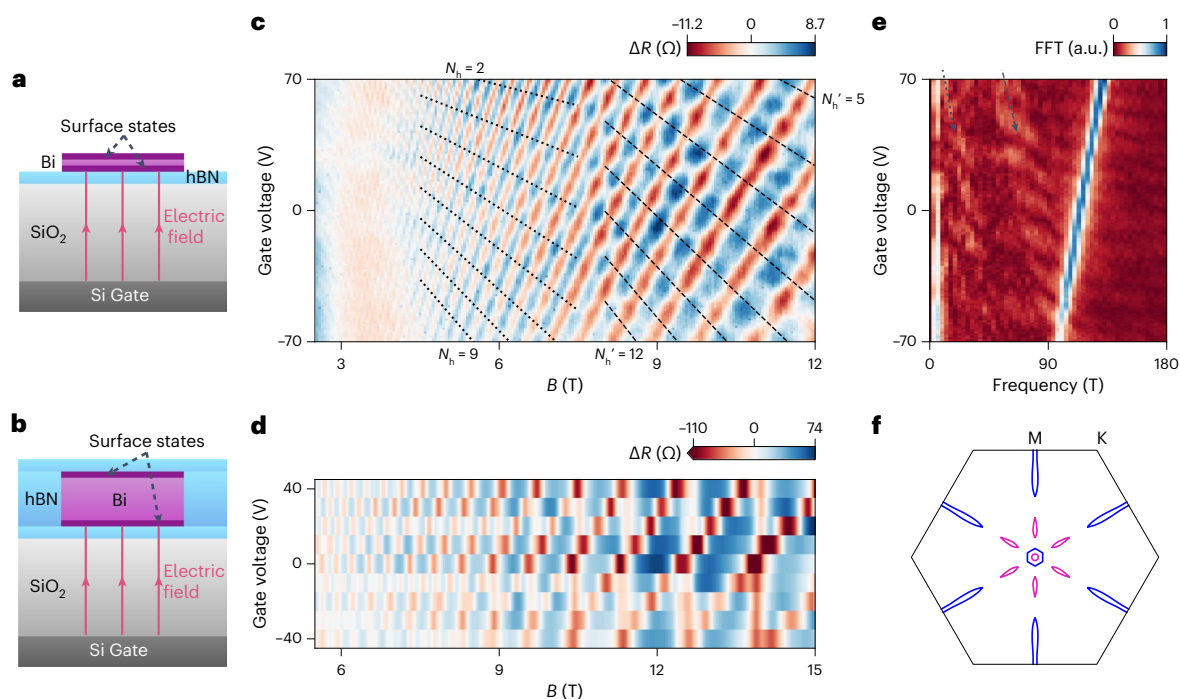 a
Surface states
Bi
hBN
SiO2
Electric
field
Si Gate
b
Surface states
hBN
Bi
SiO2
Electric
field
Si Gate
c
−11.2 0 8.7
ΔR (Ω)
Nh = 2
Nh′ = 5
Gate voltage (V)
70
0
−70
Nh = 9
Nh′ = 12
3 6 9 12
B (T)
d
−110 0 74
ΔR (Ω)
Gate voltage (V)
40
0
−40
6 9 12 15
B (T)
e
0 1
FFT (a.u.)
Gate voltage (V)
70
0
−70
0 90 180
Frequency (T)
f
M K